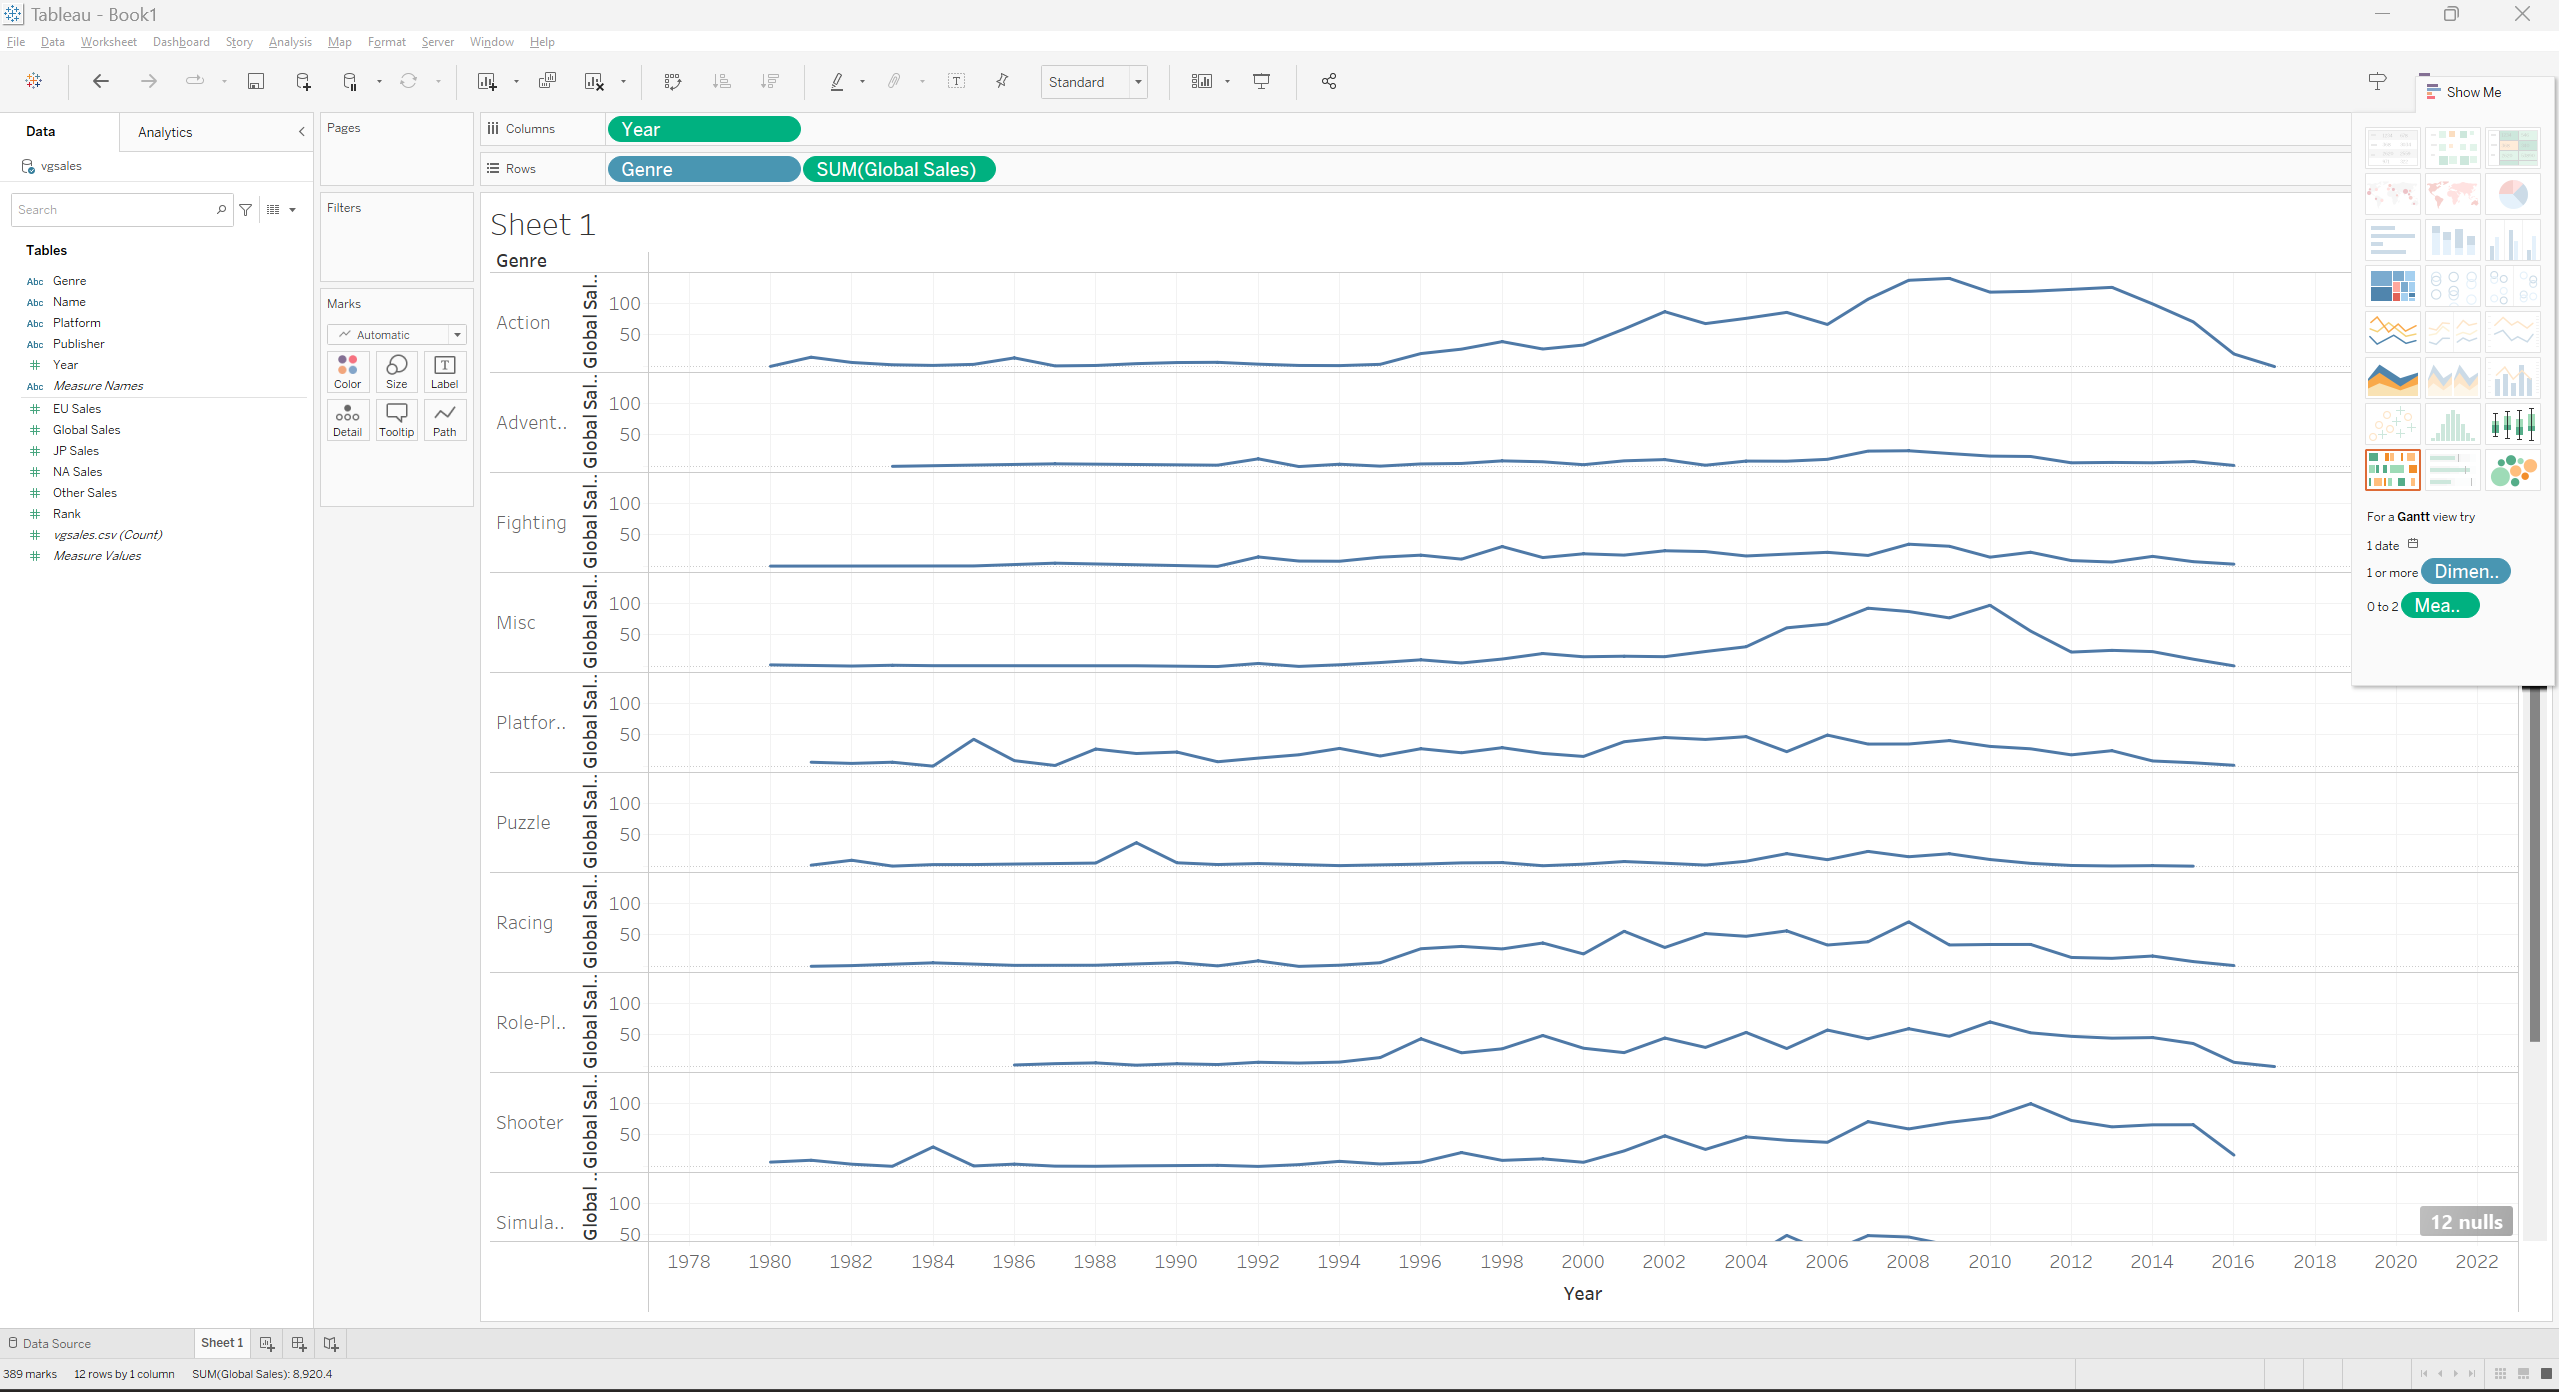 Tableau - Book1
File Data Worksheet Dashboard Story Analysis Map Format Server Window Help
Standard
Show Me
Data Analytics
vgsales
Search
Tables
Abc Genre
Abc Name
Abc Platform
Abc Publisher
# Year
Abc Measure Names
# EU Sales
# Global Sales
# JP Sales
# NA Sales
# Other Sales
# Rank
# vgsales.csv (Count)
# Measure Values
Pages
Filters
Marks
Automatic
Color Size Label
Detail Tooltip Path
Columns Year
Rows Genre SUM(Global Sales)
Sheet 1
Genre
Action Global Sal.. 100 50
Advent.. Global Sal.. 100 50
Fighting Global Sal.. 100 50
Misc Global Sal.. 100 50
Platfor.. Global Sal.. 100 50
Puzzle Global Sal.. 100 50
Racing Global Sal.. 100 50
Role-Pl.. Global Sal.. 100 50
Shooter Global Sal.. 100 50
Simula.. Global .. 100 50
12 nulls
1978 1980 1982 1984 1986 1988 1990 1992 1994 1996 1998 2000 2002 2004 2006 2008 2010 2012 2014 2016 2018 2020 2022
Year
For a Gantt view try
1 date
1 or more Dimen..
0 to 2 Mea..
Data Source Sheet 1
389 marks 12 rows by 1 column SUM(Global Sales): 8,920.4